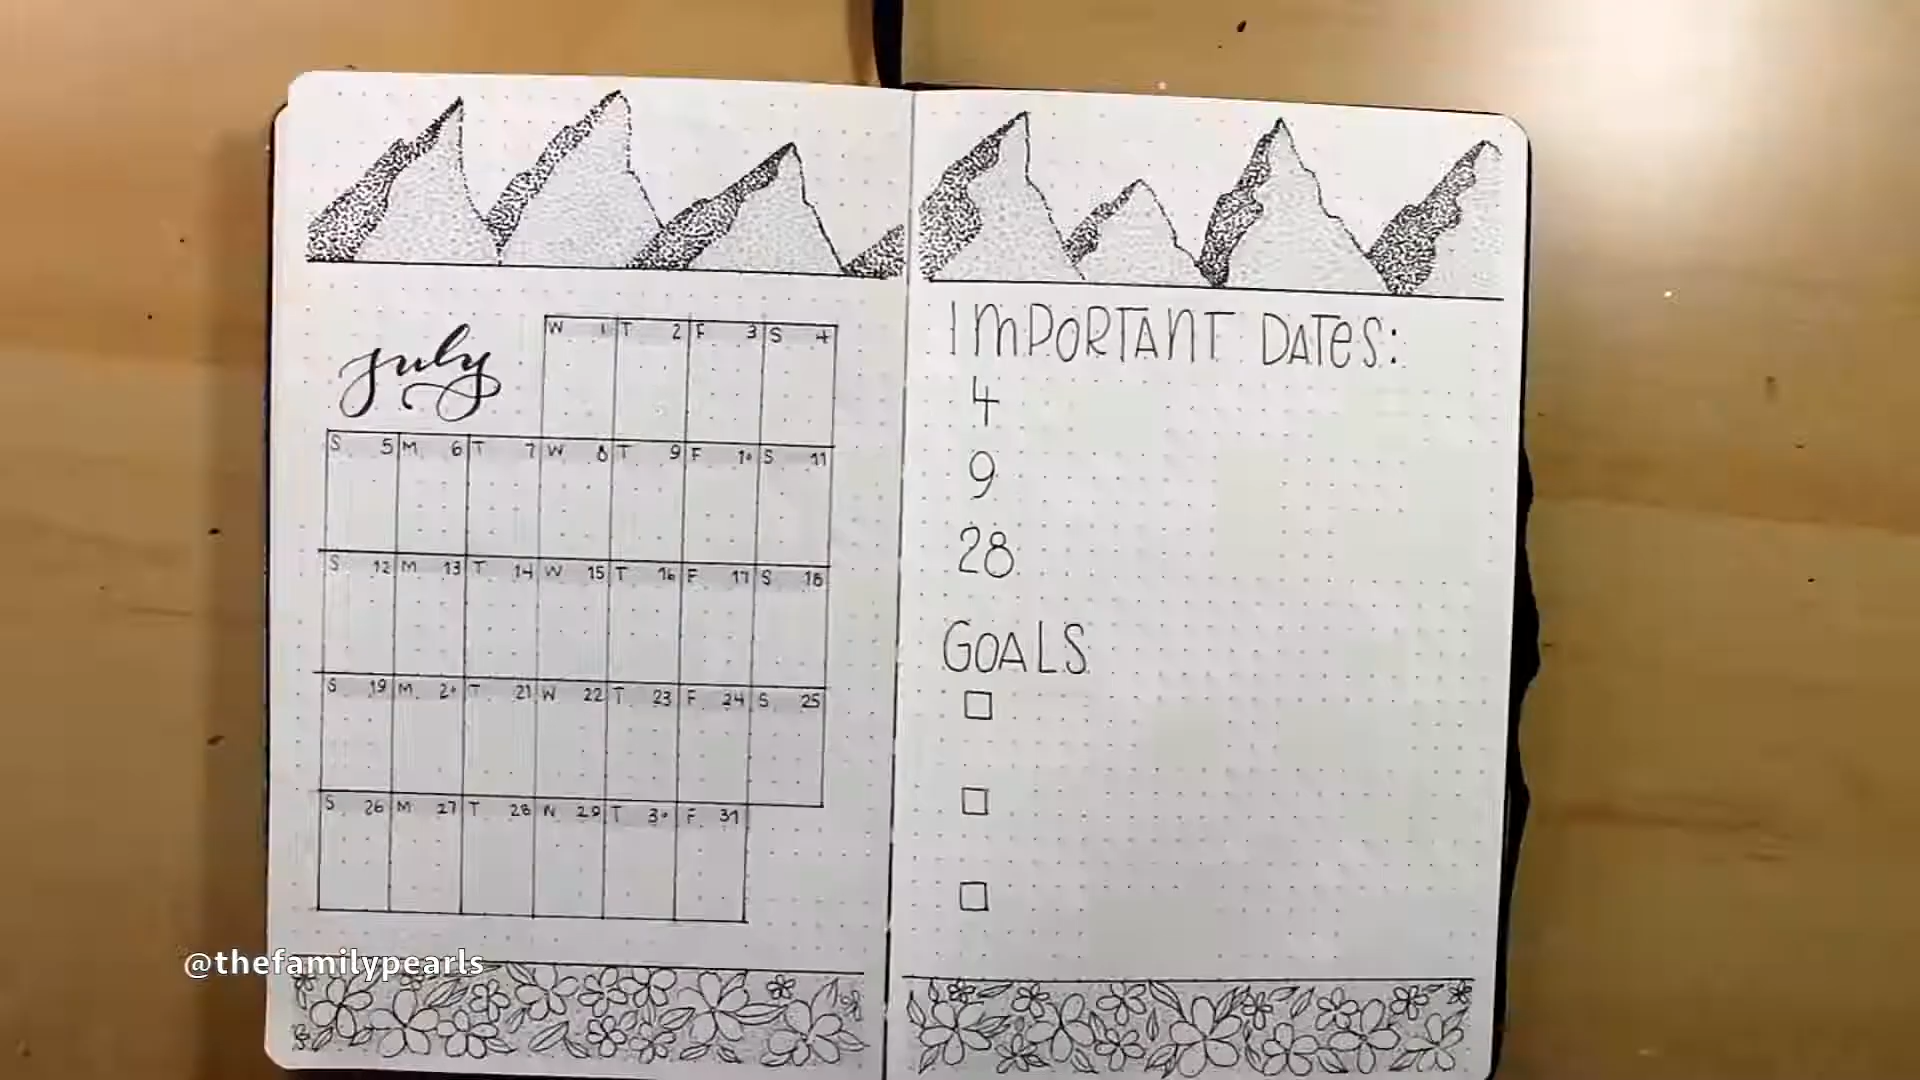 july
W 1 T 2 F 3 S 4
S 5 M 6 T 7 W 8 T 9 F 10 S 11
S 12 M 13 T 14 W 15 T 16 F 17 S 18
S 19 M 20 T 21 W 22 T 23 F 24 S 25
S 26 M 27 T 28 W 29 T 30 F 31
IMPORTANT DATES:
4
9
28
GOALS
@thefamilypearls